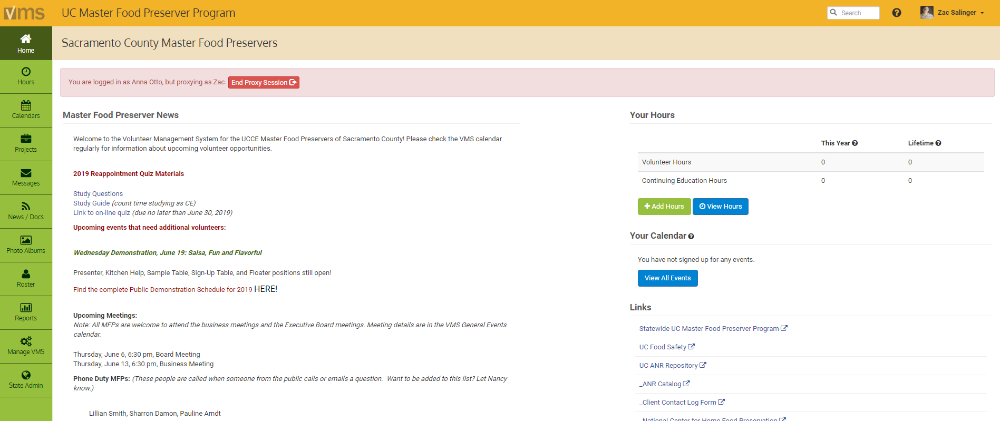 vms
UC Master Food Preserver Program
Search
Zac Salinger
Home
Hours
Calendars
Projects
Messages
News / Docs
Photo Albums
Roster
Reports
Manage VMS
State Admin
Sacramento County Master Food Preservers
You are logged in as Anna Otto, but proxying as Zac. End Proxy Session
Master Food Preserver News
Welcome to the Volunteer Management System for the UCCE Master Food Preservers of Sacramento County! Please check the VMS calendar
regularly for information about upcoming volunteer opportunities.
2019 Reappointment Quiz Materials
Study Questions
Study Guide (count time studying as CE)
Link to on-line quiz (due no later than June 30, 2019)
Upcoming events that need additional volunteers:
Wednesday Demonstration, June 19: Salsa, Fun and Flavorful
Presenter, Kitchen Help, Sample Table, Sign-Up Table, and Floater positions still open!
Find the complete Public Demonstration Schedule for 2019 HERE!
Upcoming Meetings:
Note: All MFPs are welcome to attend the business meetings and the Executive Board meetings. Meeting details are in the VMS General Events
calendar.
Thursday, June 6, 6:30 pm, Board Meeting
Thursday, June 13, 6:30 pm, Business Meeting
Phone Duty MFPs: (These people are called when someone from the public calls or emails a question. Want to be added to this list? Let Nancy
know.)
Lillian Smith, Sharron Damon, Pauline Arndt
Your Hours
This Year Lifetime
Volunteer Hours 0 0
Continuing Education Hours 0 0
Add Hours View Hours
Your Calendar
You have not signed up for any events.
View All Events
Links
Statewide UC Master Food Preserver Program
UC Food Safety
UC ANR Repository
_ANR Catalog
_Client Contact Log Form
_National Center for Home Food Preservation